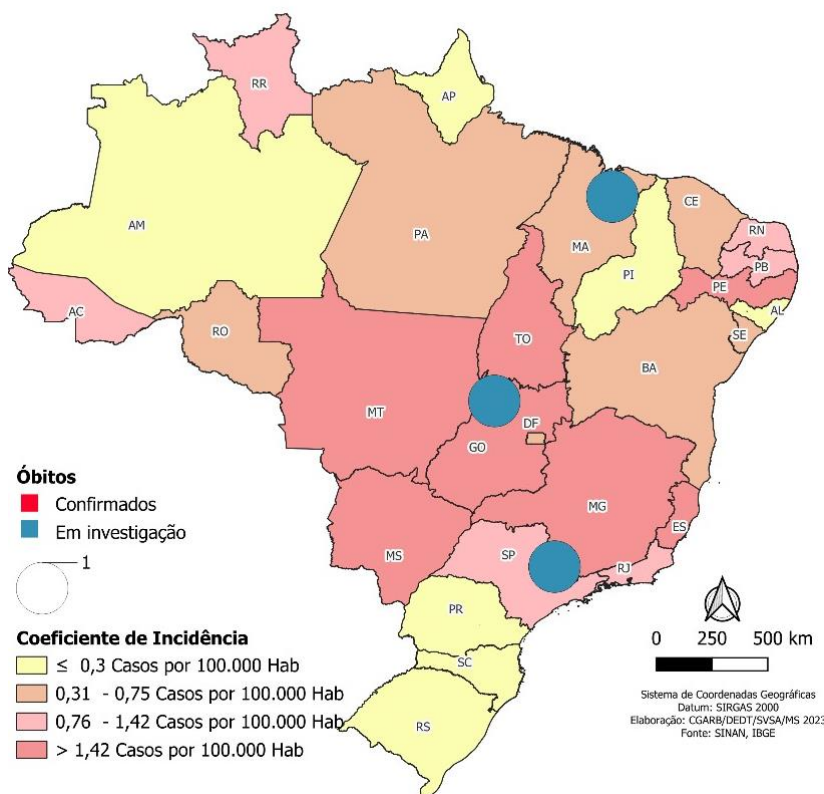 RR
AP
AM
PA
MA
CE
RN
PB
PI
PE
AL
SE
AC
RO
TO
BA
MT
DF
GO
MG
ES
MS
SP
RJ
PR
SC
RS
Óbitos
Confirmados
Em investigação
1
Coeficiente de Incidência
≤ 0,3 Casos por 100.000 Hab
0,31 - 0,75 Casos por 100.000 Hab
0,76 - 1,42 Casos por 100.000 Hab
> 1,42 Casos por 100.000 Hab
0 250 500 km
Sistema de Coordenadas Geográficas
Datum: SIRGAS 2000
Elaboração: CGARB/DEDT/SVSA/MS 2023
Fonte: SINAN, IBGE